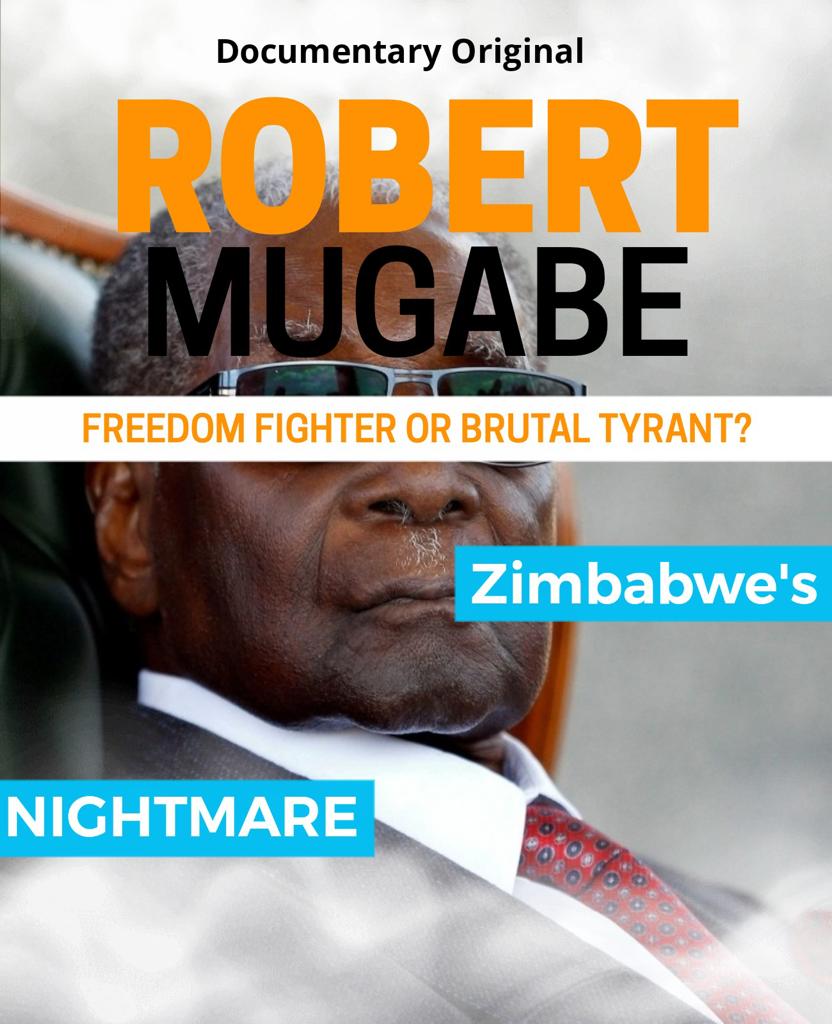 Documentary Original
ROBERT
MUGABE
FREEDOM FIGHTER OR BRUTAL TYRANT?
Zimbabwe's
NIGHTMARE